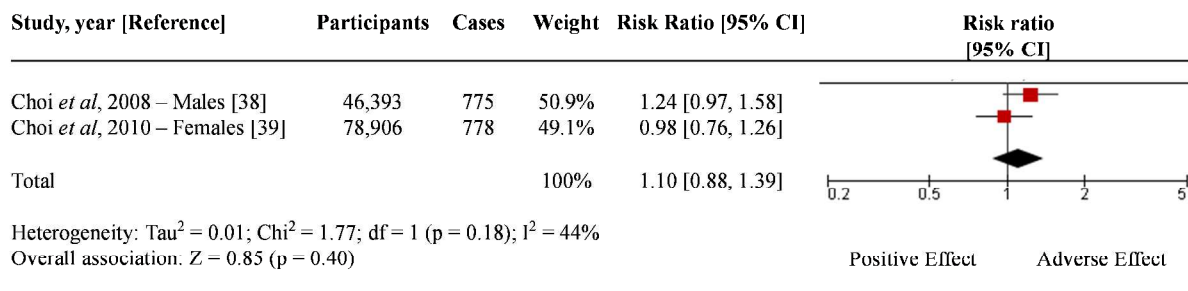 Study, year [Reference] Participants Cases Weight Risk Ratio [95% CI] Risk ratio
[95% CI]
Choi et al, 2008 – Males [38] 46,393 775 50.9% 1.24 [0.97, 1.58]
Choi et al, 2010 – Females [39] 78,906 778 49.1% 0.98 [0.76, 1.26]
Total 100% 1.10 [0.88, 1.39]
0.2 0.5 1 2 5
Heterogeneity: Tau² = 0.01; Chi² = 1.77; df = 1 (p = 0.18); I² = 44%
Overall association: Z = 0.85 (p = 0.40) Positive Effect Adverse Effect